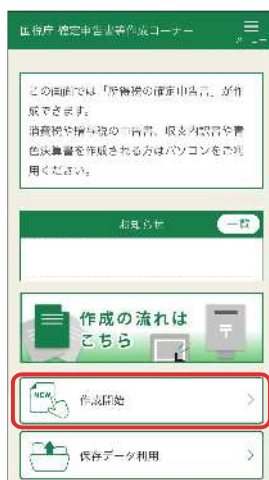 国税庁 確定申告書等作成コーナー
メニュー
この画面では「所得税の確定申告書」が作
成できます。
消費税や贈与税の申告書、収支内訳書や青
色決算書を作成される方はパソコンをご利
用ください。
お知らせ
一覧
作成の流れは
こちら
NEW
作成開始
保存データ利用